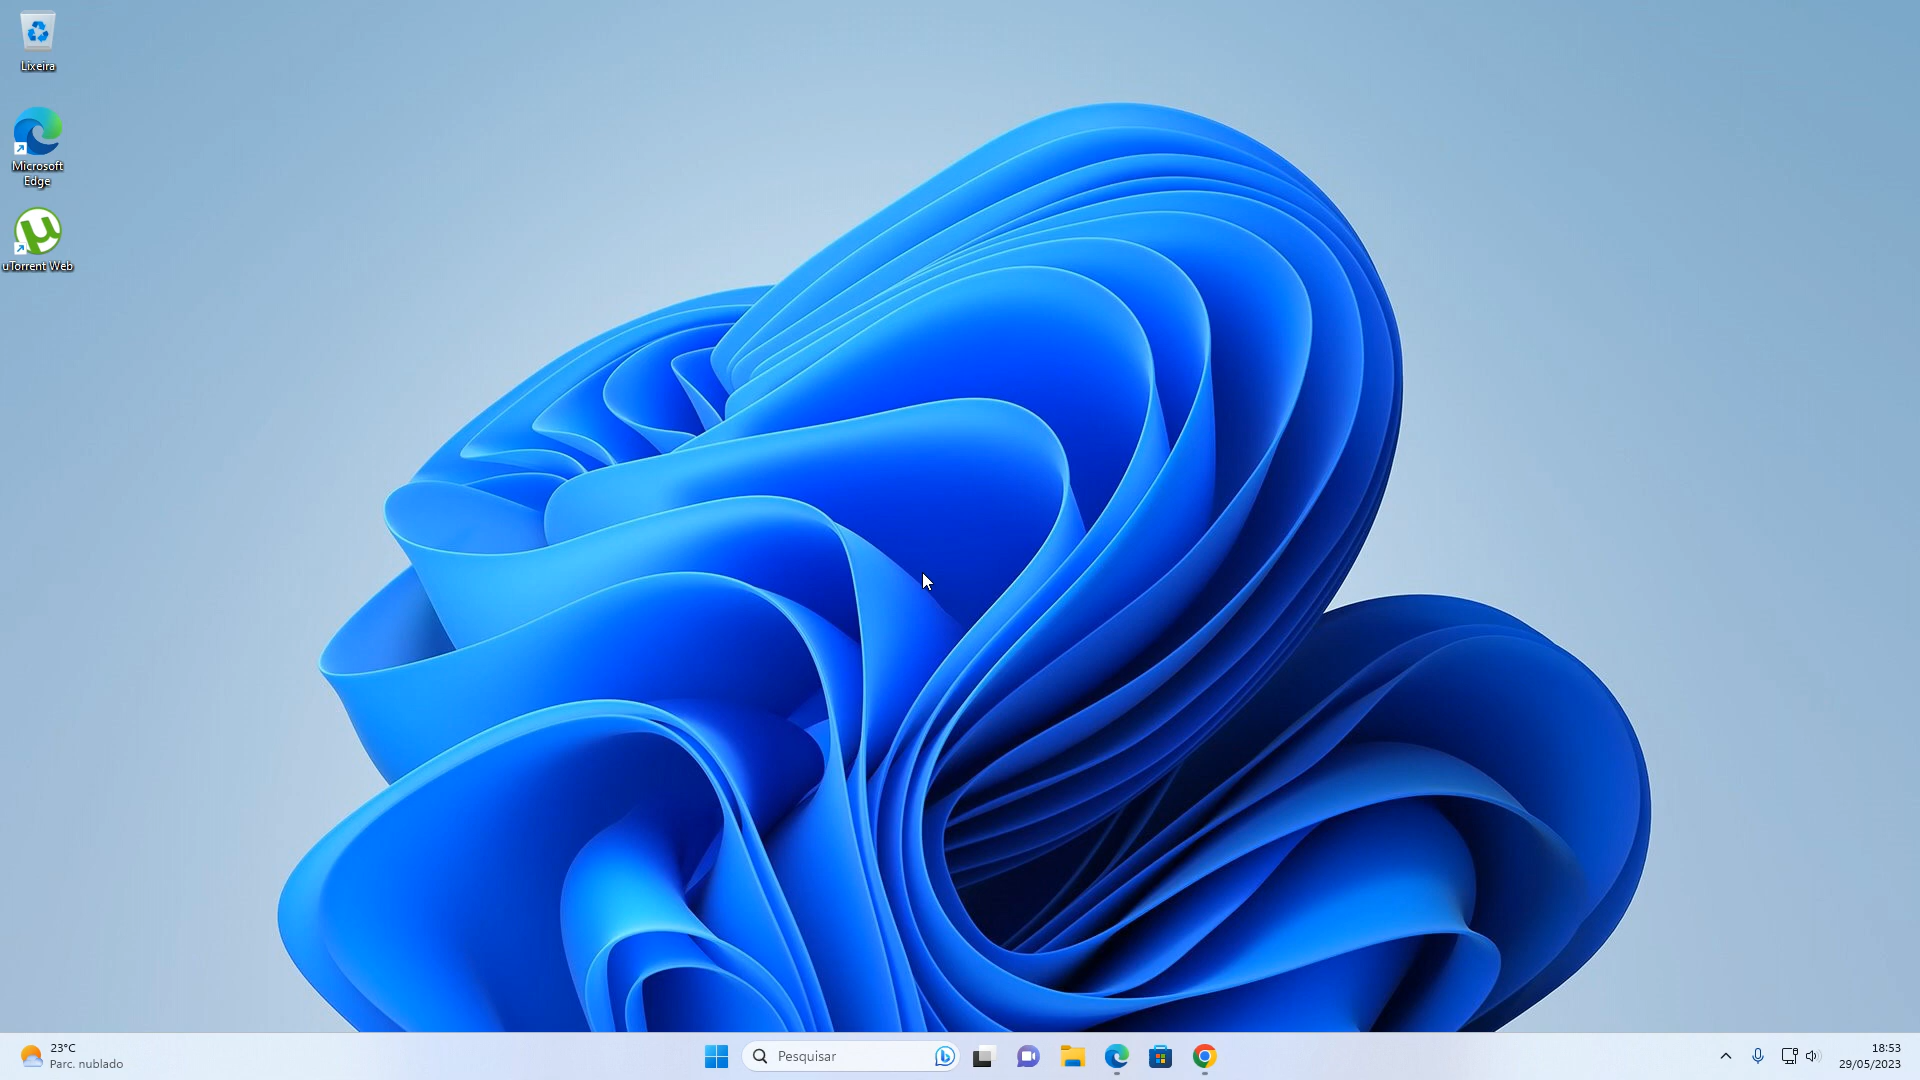 Lixeira
Microsoft
Edge
uTorrent Web
23°C
Parc. nublado
Pesquisar
18:53
29/05/2023